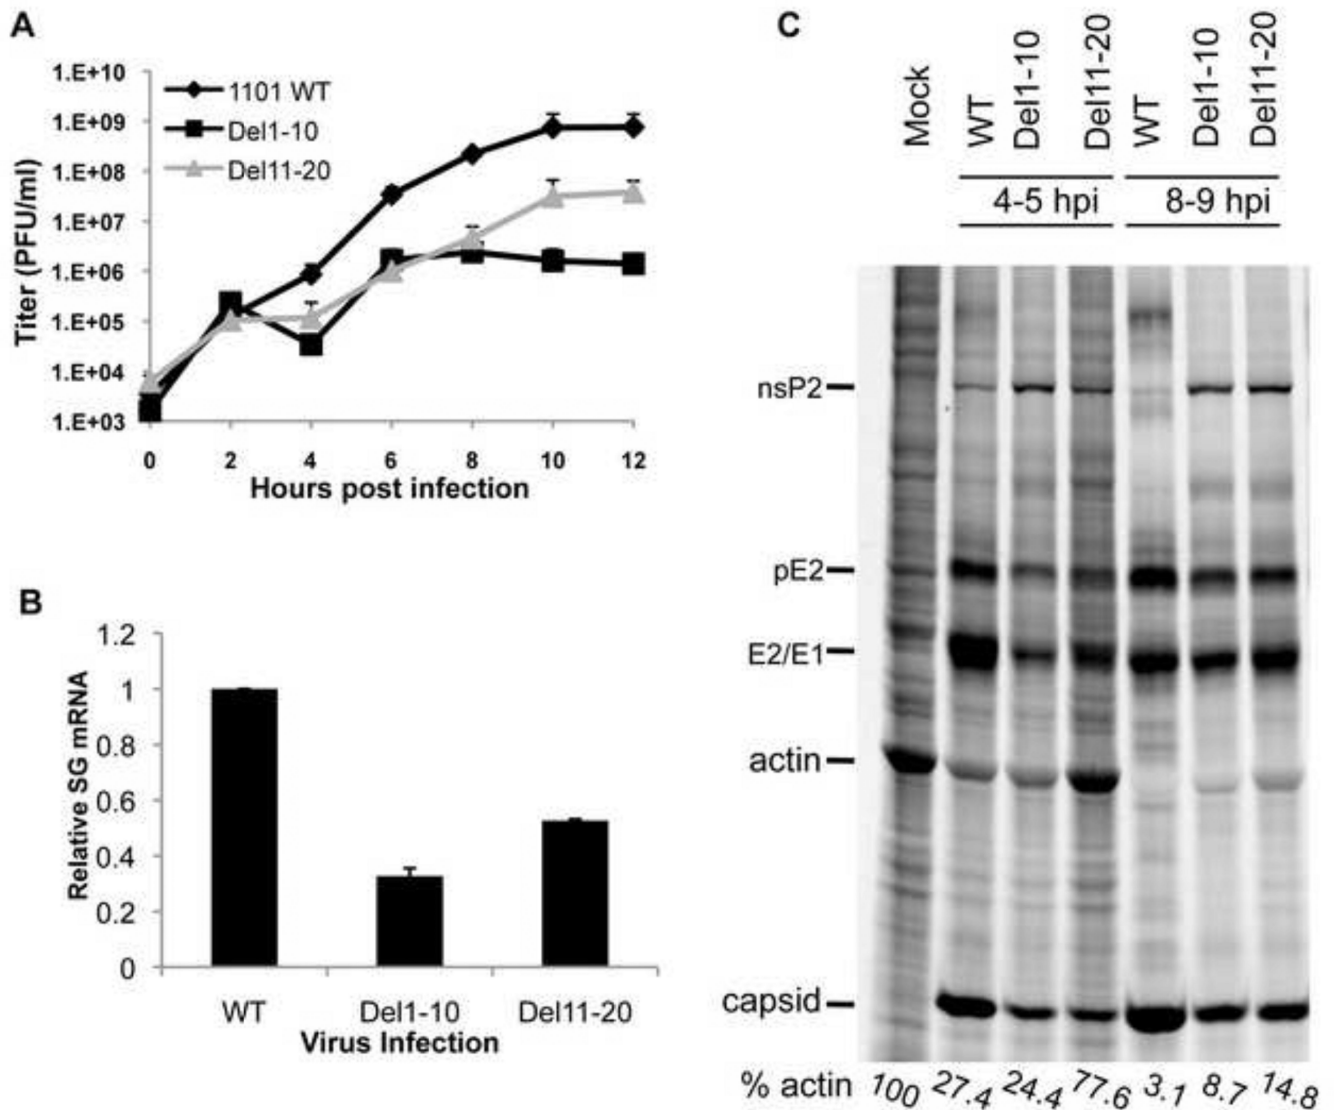 A
1.E+10
1.E+09
1.E+08
1.E+07
1.E+06
1.E+05
1.E+04
1.E+03
Titer (PFU/ml)
1101 WT
Del1-10
Del11-20
0 2 4 6 8 10 12
Hours post infection
B
1.2
1
0.8
0.6
0.4
0.2
0
Relative SG mRNA
WT Del1-10 Del11-20
Virus Infection
C
Mock WT Del1-10 Del11-20 WT Del1-10 Del11-20
4-5 hpi 8-9 hpi
nsP2
pE2
E2/E1
actin
capsid
% actin 100 27.4 24.4 77.6 3.1 8.7 14.8